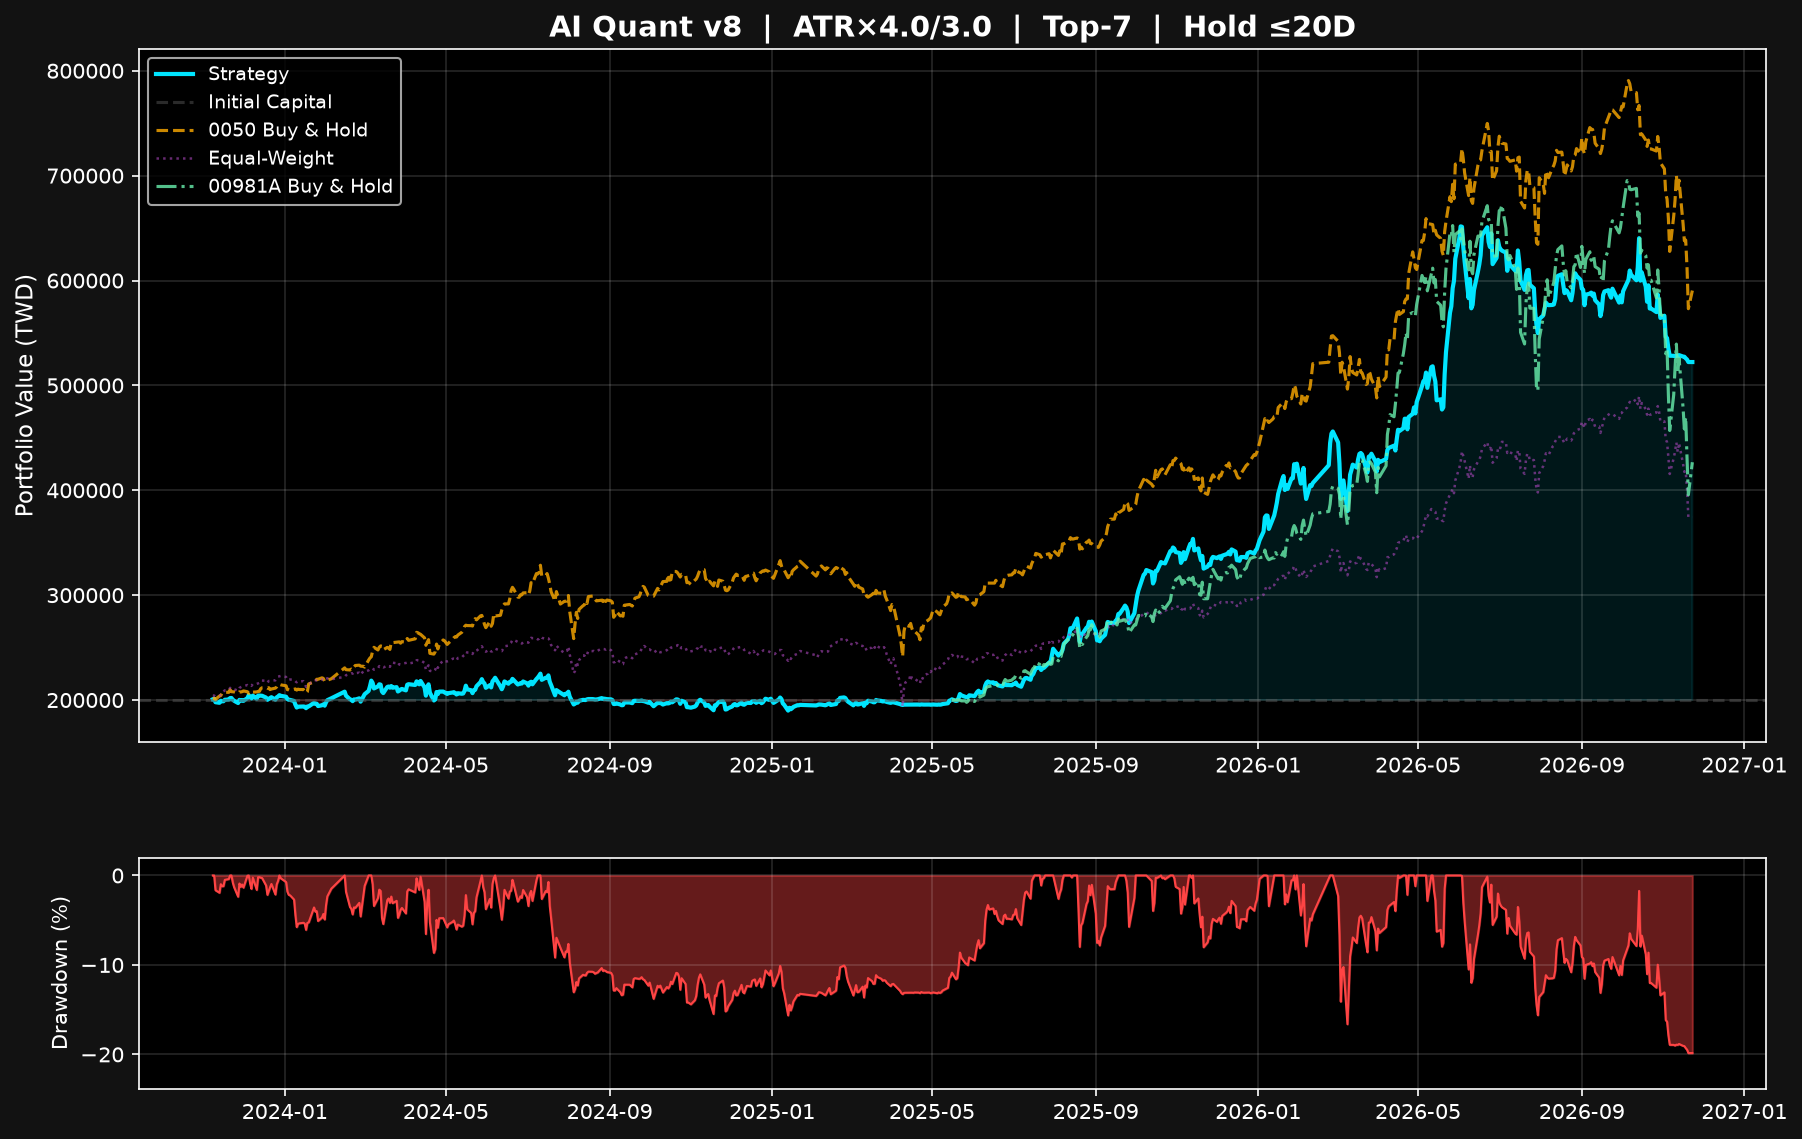 AI Quant v8 | ATR×4.0/3.0 | Top-7 | Hold ≤20D
Strategy
Initial Capital
0050 Buy & Hold
Equal-Weight
00981A Buy & Hold
Portfolio Value (TWD)
800000
700000
600000
500000
400000
300000
200000
2024-01 2024-05 2024-09 2025-01 2025-05 2025-09 2026-01 2026-05 2026-09 2027-01
Drawdown (%)
0
−10
−20
2024-01 2024-05 2024-09 2025-01 2025-05 2025-09 2026-01 2026-05 2026-09 2027-01